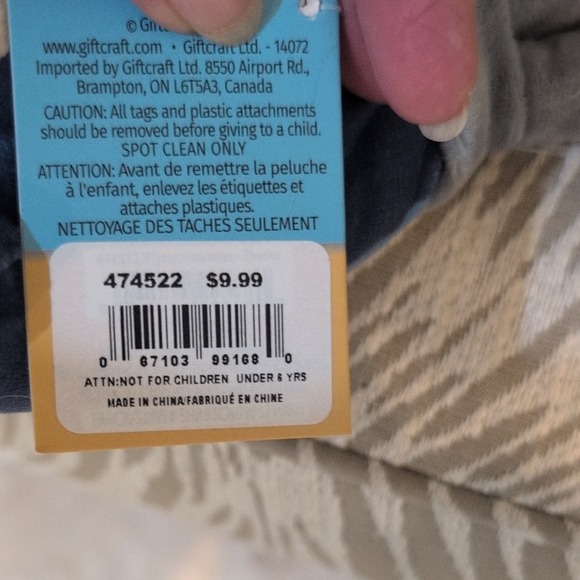 © Gift
www.giftcraft.com • Giftcraft Ltd. - 14072
Imported by Giftcraft Ltd. 8550 Airport Rd.,
Brampton, ON L6T5A3, Canada
CAUTION: All tags and plastic attachments
should be removed before giving to a child.
SPOT CLEAN ONLY
ATTENTION: Avant de remettre la peluche
à l'enfant, enlevez les étiquettes et
attaches plastiques.
NETTOYAGE DES TACHES SEULEMENT
474522 $9.99
0 67103 99168 0
ATTN:NOT FOR CHILDREN UNDER 6 YRS
MADE IN CHINA/FABRIQUÉ EN CHINE